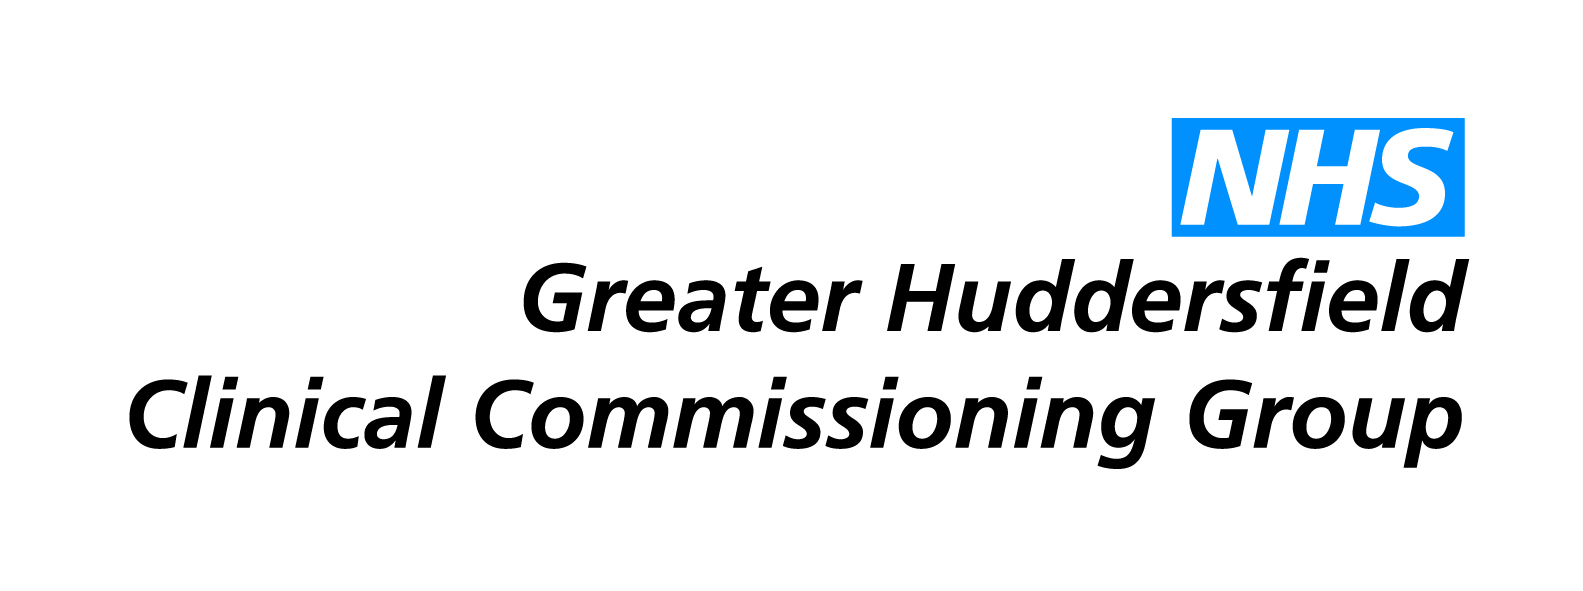 NHS
Greater Huddersfield
Clinical Commissioning Group